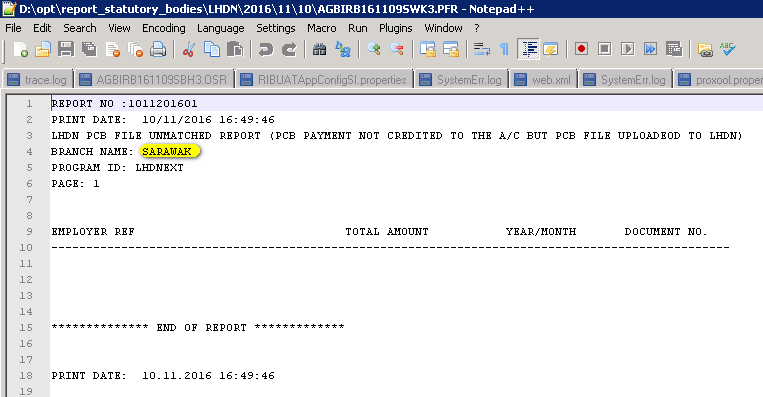 D:\opt\report_statutory_bodies\LHDN\2016\11\10\AGBIRB161109SWK3.PFR - Notepad++
File Edit Search View Encoding Language Settings Macro Run Plugins Window ?
trace.log AGBIRB161109SBH3.OSR RIBUATAppConfigSI.properties SystemErr.log web.xml SystemErr.log proxool.proper
1 REPORT NO :1011201601
2 PRINT DATE: 10/11/2016 16:49:46
3 LHDN PCB FILE UNMATCHED REPORT (PCB PAYMENT NOT CREDITED TO THE A/C BUT PCB FILE UPLOADEOD TO LHDN)
4 BRANCH NAME: SARAWAK
5 PROGRAM ID: LHDNEXT
6 PAGE: 1
7
8
9 EMPLOYER REF TOTAL AMOUNT YEAR/MONTH DOCUMENT NO.
10 ------------------------------------------------------------------------------------------
11
12
13
14
15 ************** END OF REPORT *************
16
17
18 PRINT DATE: 10.11.2016 16:49:46
19